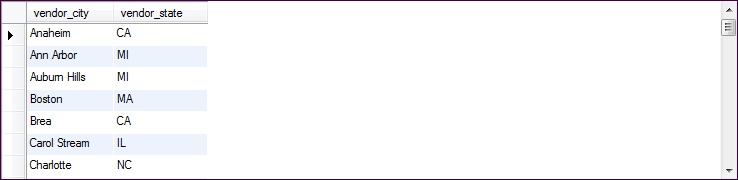 vendor_city vendor_state
Anaheim CA
Ann Arbor MI
Auburn Hills MI
Boston MA
Brea CA
Carol Stream IL
Charlotte NC